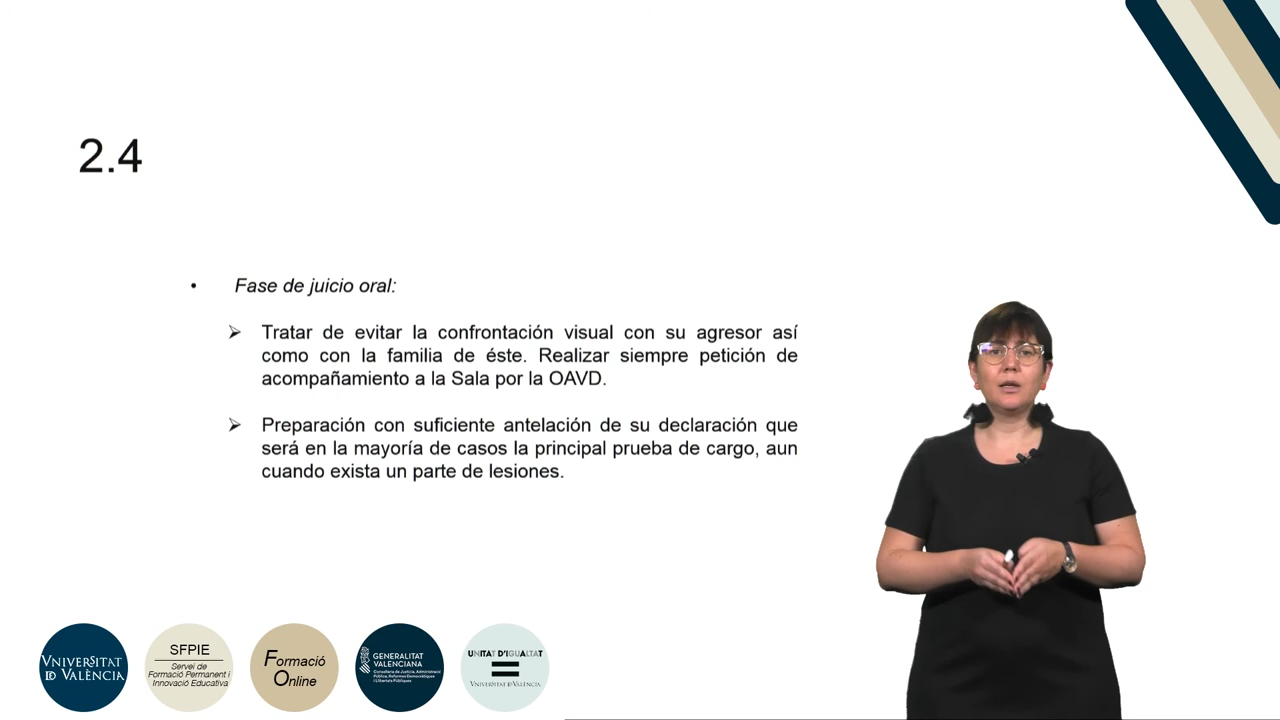 2.4
• Fase de juicio oral:
➢ Tratar de evitar la confrontación visual con su agresor así
como con la familia de éste. Realizar siempre petición de
acompañamiento a la Sala por la OAVD.
➢ Preparación con suficiente antelación de su declaración que
será en la mayoría de casos la principal prueba de cargo, aun
cuando exista un parte de lesiones.
VNIVERSITAT
ID VALÈNCIA
SFPIE
Servei de
Formació Permanent i
Innovació Educativa
Formació
Online
GENERALITAT
VALENCIANA
Conselleria de Justícia, Administració
Pública, Reformes Democràtiques
i Llibertats Públiques
UNITAT D'IGUALTAT
VNIVERSITAT ID VALÈNCIA